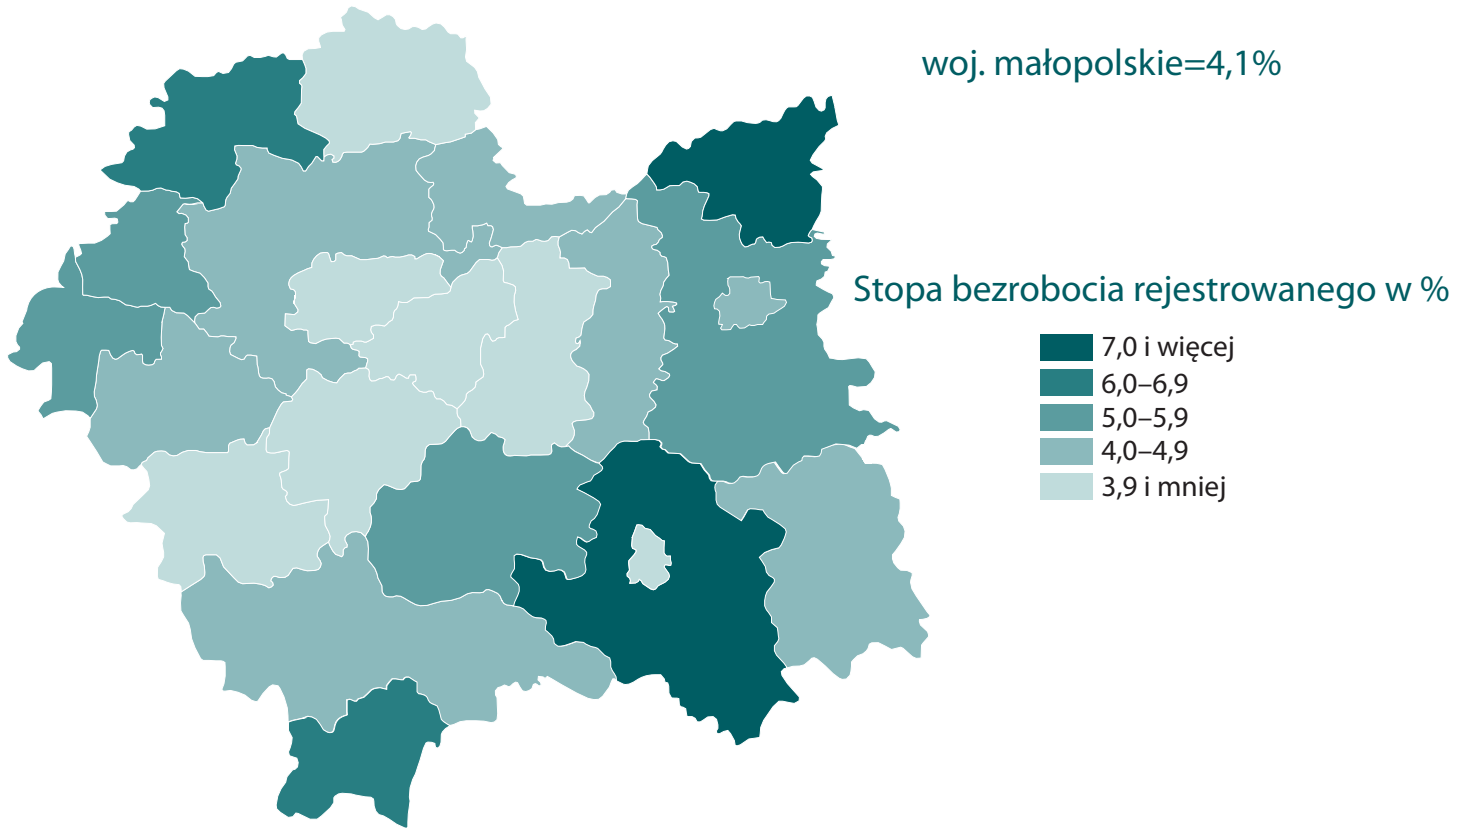 woj. małopolskie=4,1%
Stopa bezrobocia rejestrowanego w %
7,0 i więcej
6,0–6,9
5,0–5,9
4,0–4,9
3,9 i mniej